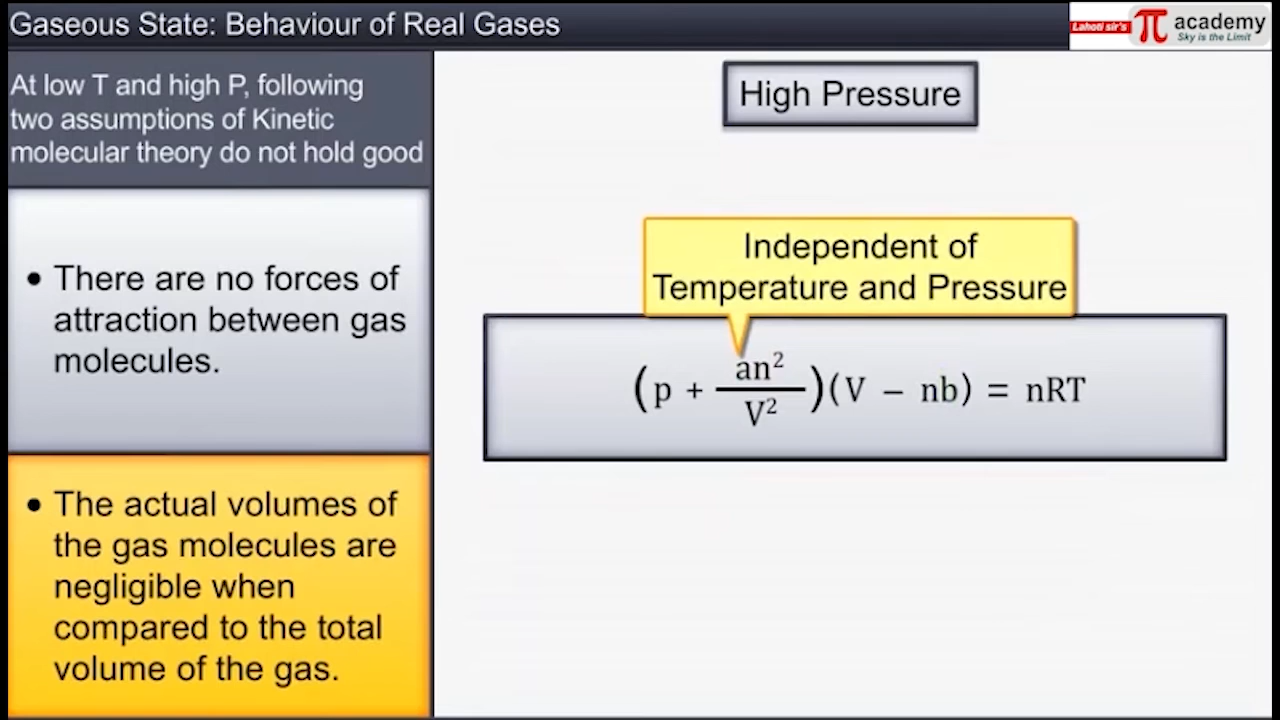 Gaseous State: Behaviour of Real Gases
Lahoti sir's π academy
Sky is the Limit
At low T and high P, following
two assumptions of Kinetic
molecular theory do not hold good
• There are no forces of
attraction between gas
molecules.
• The actual volumes of
the gas molecules are
negligible when
compared to the total
volume of the gas.
High Pressure
Independent of
Temperature and Pressure
(p + an²/V²)(V − nb) = nRT